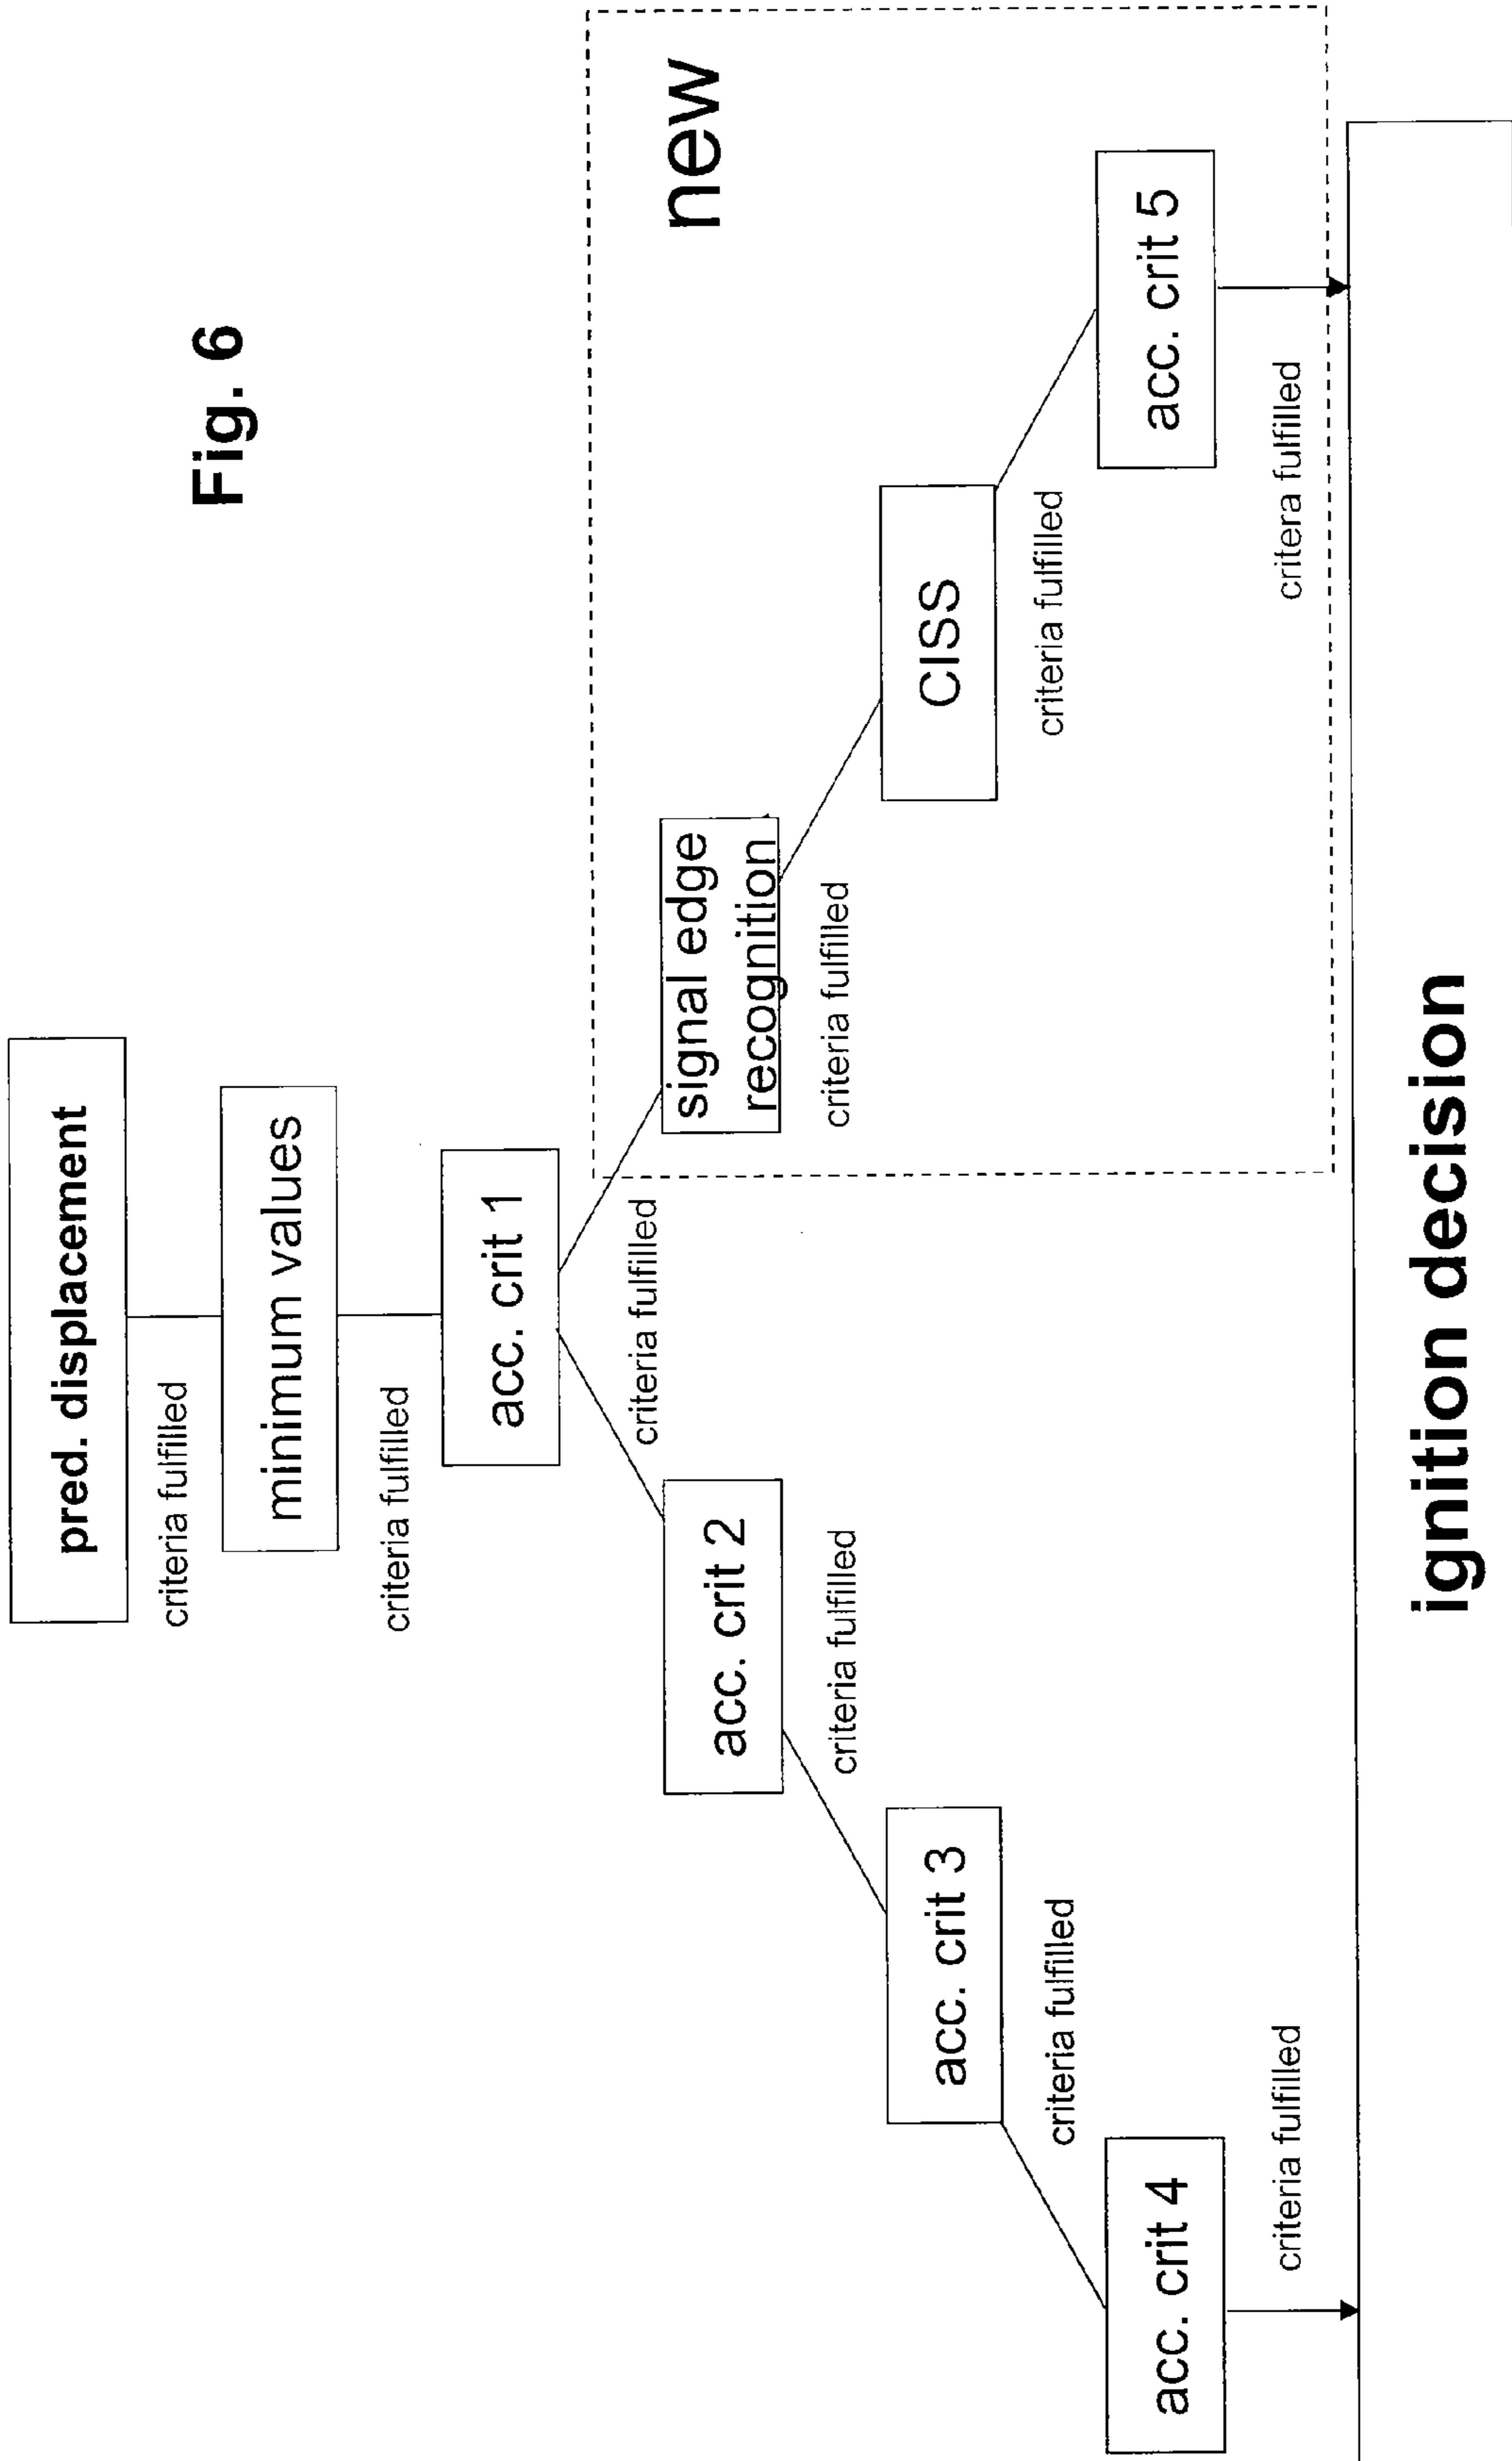 Fig. 6
pred. displacement
criteria fulfilled
minimum values
criteria fulfilled
acc. crit 1
criteria fulfilled
new
acc. crit 2
signal edge
recognition
criteria fulfilled
criteria fulfilled
acc. crit 3
CISS
criteria fulfilled
criteria fulfilled
acc. crit 4
acc. crit 5
criteria fulfilled
critera fulfilled
ignition decision